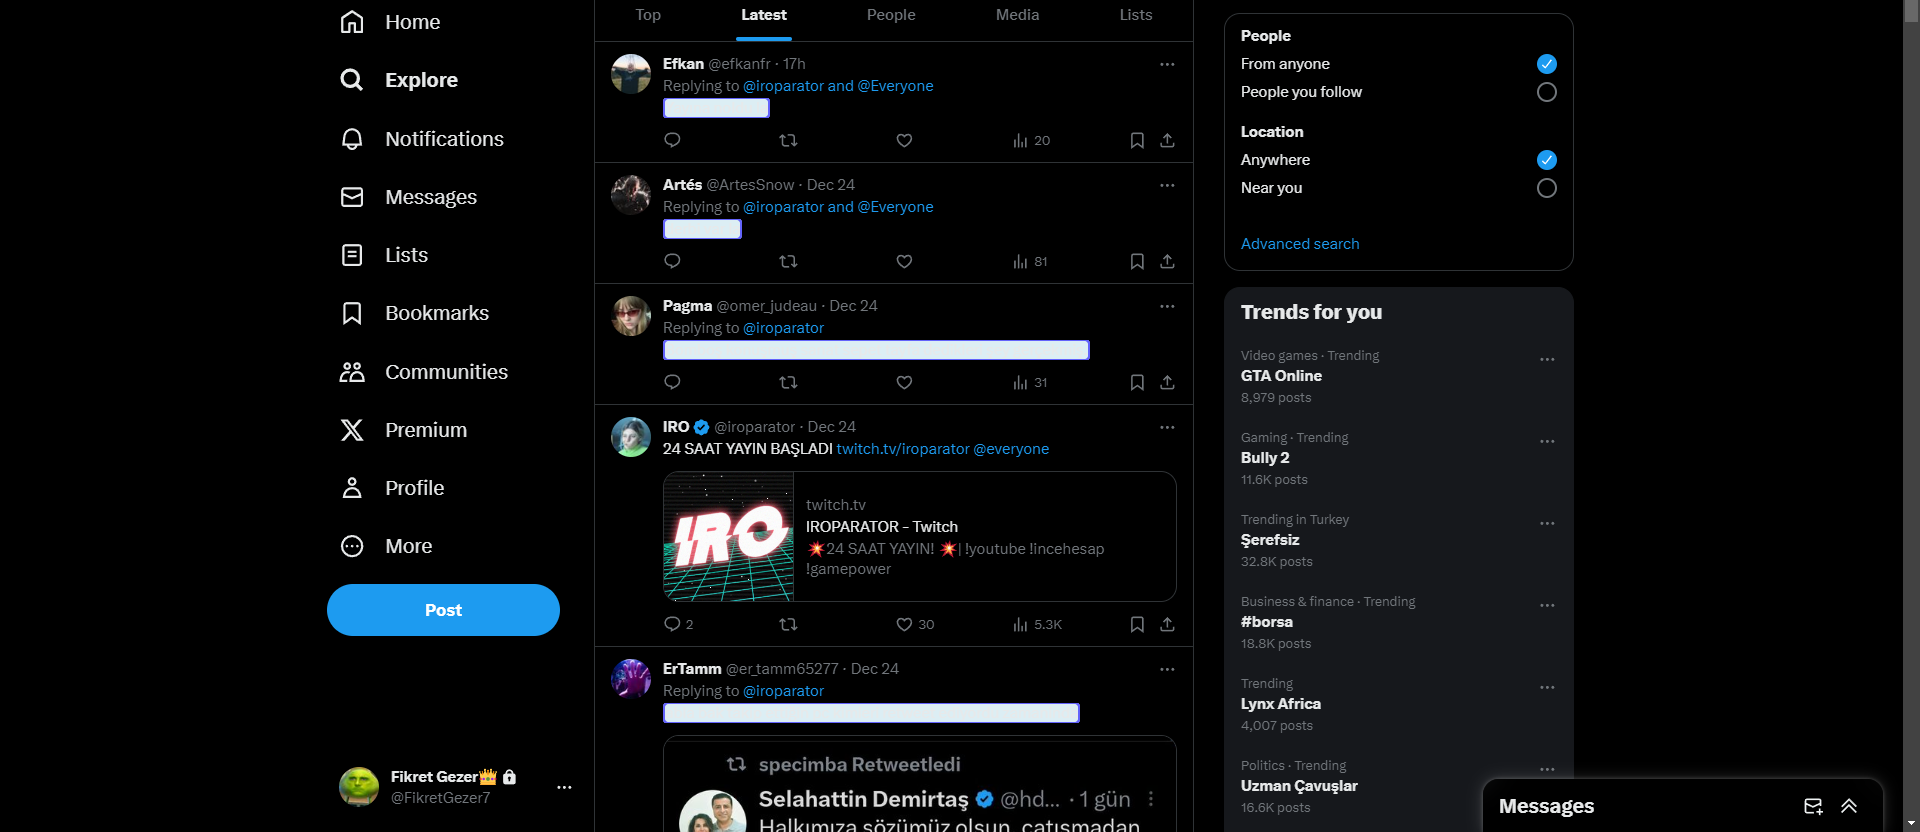 Home
Explore
Notifications
Messages
Lists
Bookmarks
Communities
Premium
Profile
More
Post
Fikret Gezer
@FikretGezer7
Top Latest People Media Lists
Efkan @efkanfr · 17h
Replying to @iroparator and @Everyone
20
Artés @ArtesSnow · Dec 24
Replying to @iroparator and @Everyone
81
Pagma @omer_judeau · Dec 24
Replying to @iroparator
31
IRO @iroparator · Dec 24
24 SAAT YAYIN BAŞLADI twitch.tv/iroparator @everyone
IRO
twitch.tv
IROPARATOR - Twitch
💥24 SAAT YAYIN! 💥| !youtube !incehesap
!gamepower
2 30 5.3K
ErTamm @er_tamm65277 · Dec 24
Replying to @iroparator
specimba Retweetledi
Selahattin Demirtaş @hd... · 1 gün
Halkımıza sözümüz olsun, çatışmadan
People
From anyone
People you follow
Location
Anywhere
Near you
Advanced search
Trends for you
Video games · Trending
GTA Online
8,979 posts
Gaming · Trending
Bully 2
11.6K posts
Trending in Turkey
Şerefsiz
32.8K posts
Business & finance · Trending
#borsa
18.8K posts
Trending
Lynx Africa
4,007 posts
Politics · Trending
Uzman Çavuşlar
16.6K posts
Messages